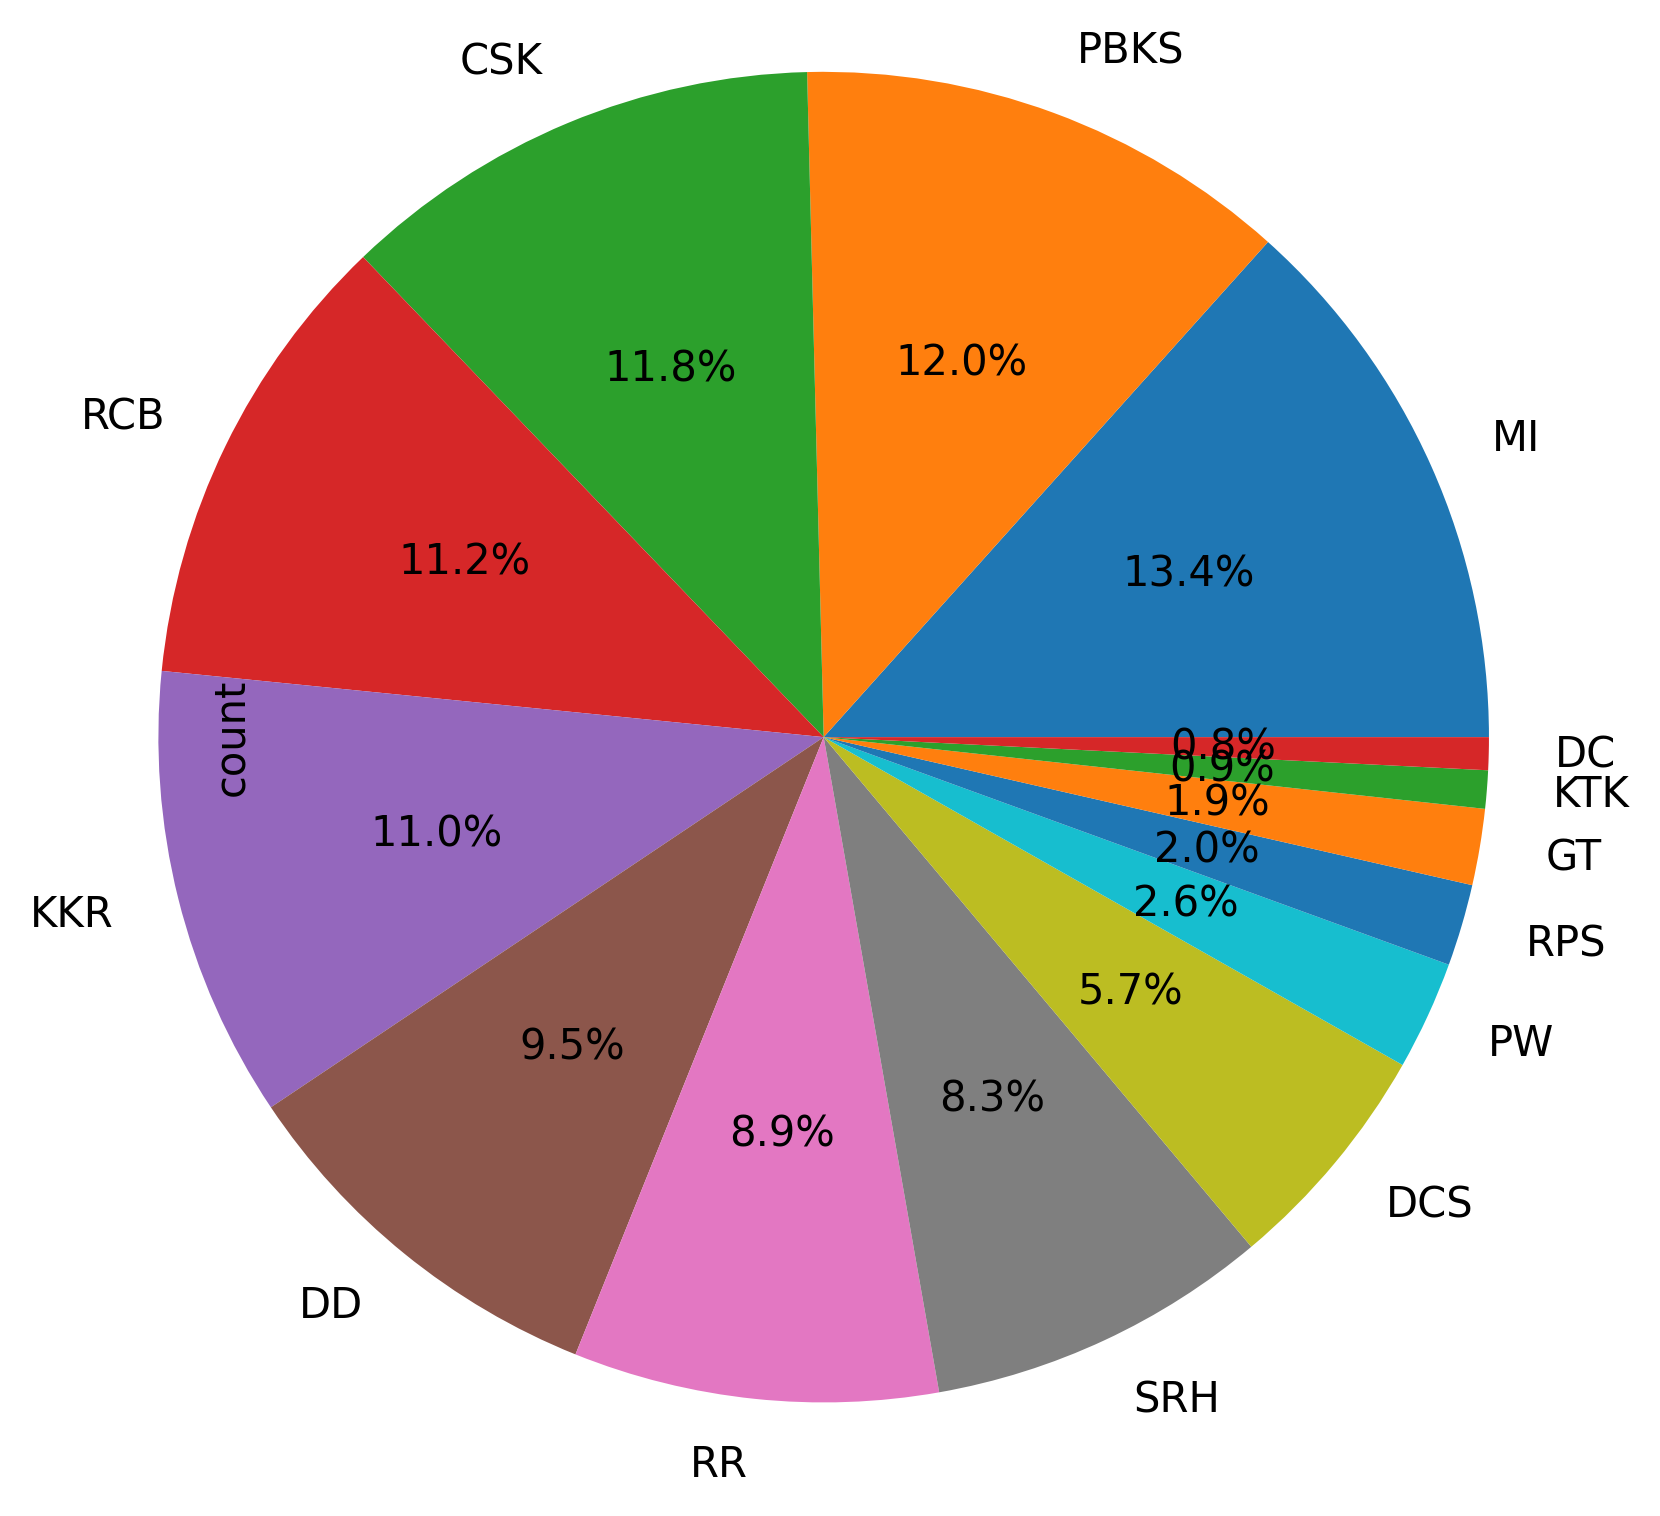 PBKS
CSK
12.0%
11.8%
RCB
MI
11.2%
13.4%
count
0.8%
DC
0.9%
KTK
1.9%
11.0%
2.0%
GT
KKR
2.6%
RPS
5.7%
PW
9.5%
8.3%
8.9%
DCS
DD
SRH
RR